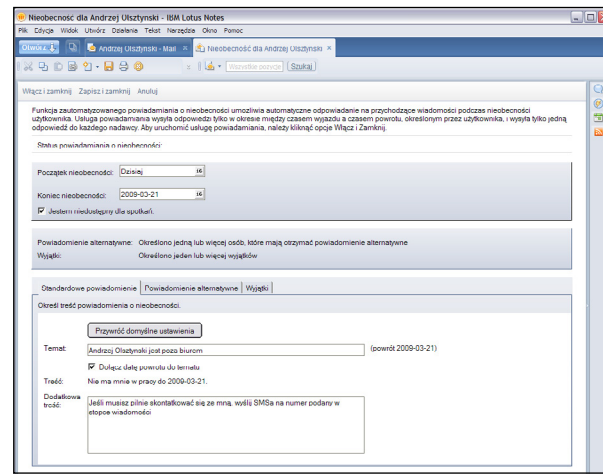 Nieobecność dla Andrzej Olsztynski - IBM Lotus Notes
Plik Edycja Widok Utwórz Działania Tekst Narzędzia Okno Pomoc
Otwórz Andrzej Olsztynski - Mail Nieobecność dla Andrzej Olsztynski
Wszystkie pozycje Szukaj
Włącz i zamknij Zapisz i zamknij Anuluj
Funkcja zautomatyzowanego powiadamiania o nieobecności umożliwia automatyczne odpowiadanie na przychodzące wiadomości podczas nieobecności
użytkownika. Usługa powiadamiania wysyła odpowiedzi tylko w okresie między czasem wyjazdu a czasem powrotu, określonym przez użytkownika, i wysyła tylko jedną
odpowiedź do każdego nadawcy. Aby uruchomić usługę powiadamiania, należy kliknąć opcje Włącz i Zamknij.
Status powiadamiania o nieobecności:
Początek nieobecności: Dzisiaj 16
Koniec nieobecności: 2009-03-21 16
Jestem niedostępny dla spotkań.
Powiadomienie alternatywne: Określono jedną lub więcej osób, które mają otrzymać powiadomienie alternatywne
Wyjątki: Określono jeden lub więcej wyjątków
Standardowe powiadomienie Powiadomienie alternatywne Wyjątki
Określ treść powiadomienia o nieobecności.
Przywróć domyślne ustawienia
Temat: Andrzej Olsztynski jest poza biurem (powrót 2009-03-21)
Dołącz datę powrotu do tematu
Treść: Nie ma mnie w pracy do 2009-03-21.
Dodatkowa treść: Jeśli musisz pilnie skontatkować się ze mną, wyślij SMSa na numer podany w
stopce wiadomości